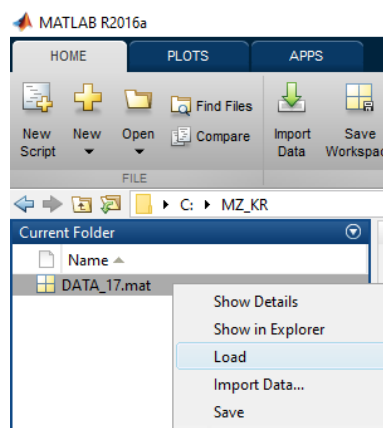 MATLAB R2016a
HOME PLOTS APPS
Find Files
Compare
New Script New Open Import Data Save
FILE
C: MZ_KR
Current Folder
Name
DATA_17.mat
Show Details
Show in Explorer
Load
Import Data...
Save